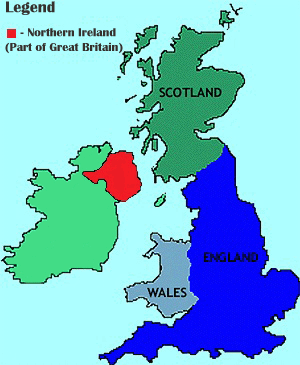 Legend
- Northern Ireland
(Part of Great Britain)
SCOTLAND
ENGLAND
WALES